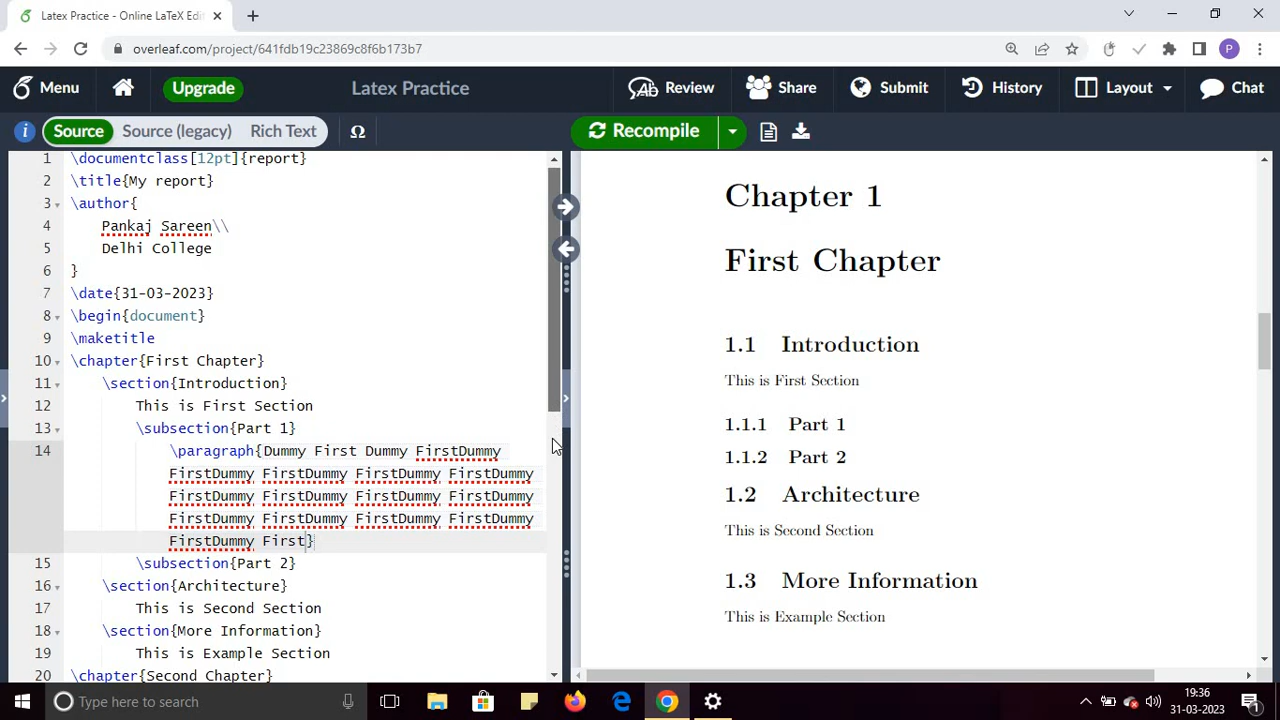 Latex Practice - Online LaTeX Edi
overleaf.com/project/641fdb19c23869c8f6b173b7
P
Menu
Upgrade
Latex Practice
Review
Share
Submit
History
Layout
Chat
Source
Source (legacy)
Rich Text
Ω
Recompile
1 \documentclass[12pt]{report}
2 \title{My report}
3 \author{
4 Pankaj Sareen\\
5 Delhi College
6 }
7 \date{31-03-2023}
8 \begin{document}
9 \maketitle
10 \chapter{First Chapter}
11 \section{Introduction}
12 This is First Section
13 \subsection{Part 1}
14 \paragraph{Dummy First Dummy FirstDummy
FirstDummy FirstDummy FirstDummy FirstDummy
FirstDummy FirstDummy FirstDummy FirstDummy
FirstDummy FirstDummy FirstDummy FirstDummy
FirstDummy First}
15 \subsection{Part 2}
16 \section{Architecture}
17 This is Second Section
18 \section{More Information}
19 This is Example Section
20 \chapter{Second Chapter}
Chapter 1
First Chapter
1.1 Introduction
This is First Section
1.1.1 Part 1
1.1.2 Part 2
1.2 Architecture
This is Second Section
1.3 More Information
This is Example Section
Type here to search
19:36
31-03-2023
1